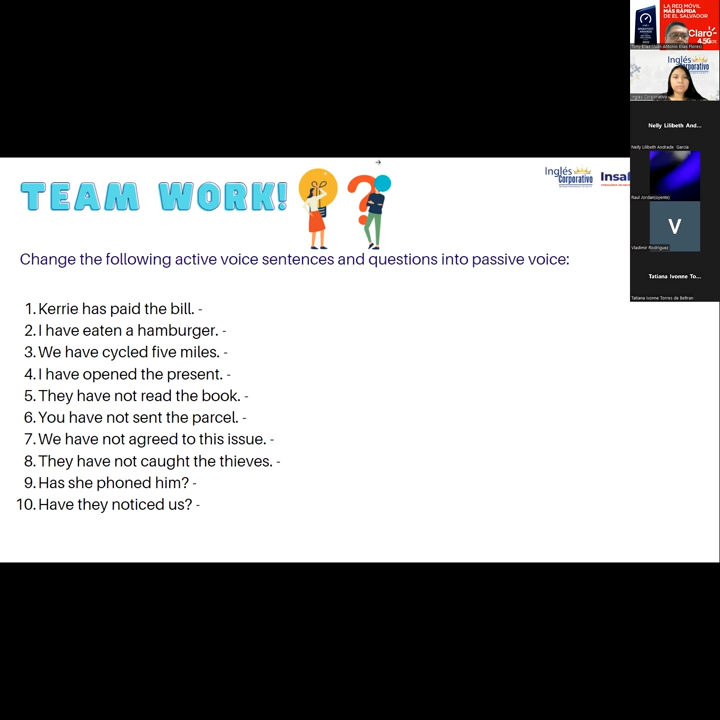 TEAM WORK!
Inglés
Corporativo
Change the following active voice sentences and questions into passive voice:
1. Kerrie has paid the bill. -
2. I have eaten a hamburger. -
3. We have cycled five miles. -
4. I have opened the present. -
5. They have not read the book. -
6. You have not sent the parcel. -
7. We have not agreed to this issue. -
8. They have not caught the thieves. -
9. Has she phoned him? -
10. Have they noticed us? -
LA RED MÓVIL
MÁS RÁPIDA
DE EL SALVADOR
Claro
4.5G
Inglés
Corporativo
Nelly Lilibeth And...
Nelly Lilibeth Andrade Garcia
Raul Jordan(oyente)
V
Vladimir Rodriguez
Tatiana Ivonne To...
Tatiana Ivonne Torres de Beltran